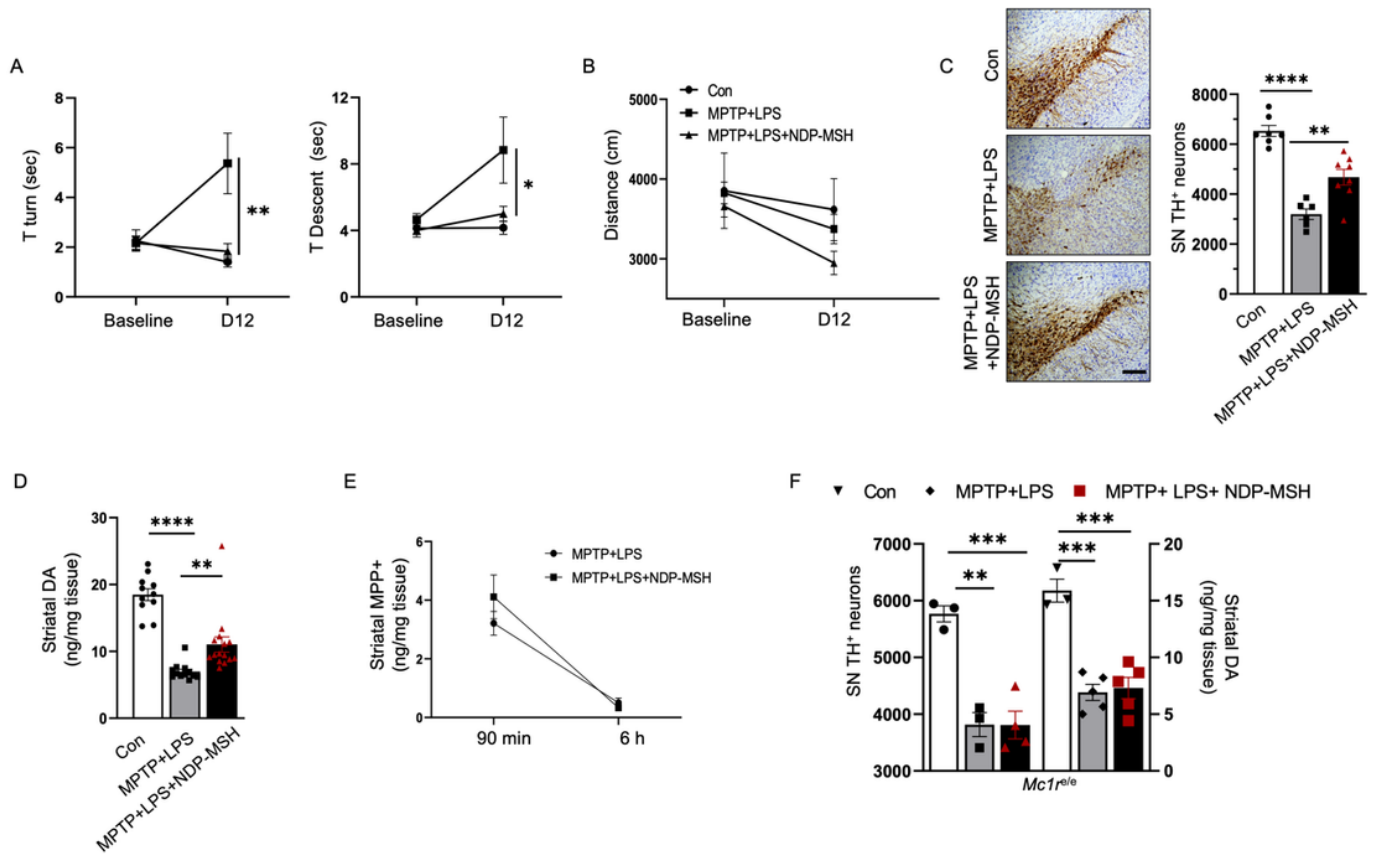 A
T turn (sec)
8
6
4
2
0
Baseline
D12
**
T Descent (sec)
12
8
4
0
Baseline
D12
*
B
Con
MPTP+LPS
MPTP+LPS+NDP-MSH
Distance (cm)
5000
4000
3000
Baseline
D12
C
Con
MPTP+LPS
MPTP+LPS
+NDP-MSH
SN TH⁺ neurons
8000
6000
4000
2000
0
****
**
Con
MPTP+LPS
MPTP+LPS+NDP-MSH
D
Striatal DA
(ng/mg tissue)
30
20
10
0
****
**
Con
MPTP+LPS
MPTP+LPS+NDP-MSH
E
Striatal MPP+
(ng/mg tissue)
6
4
2
0
MPTP+LPS
MPTP+LPS+NDP-MSH
90 min
6 h
F
Con
MPTP+LPS
MPTP+ LPS+ NDP-MSH
SN TH⁺ neurons
7000
6000
5000
4000
3000
***
**
***
***
20
15
10
5
0
Striatal DA
(ng/mg tissue)
Mc1rᵉ/ᵉ